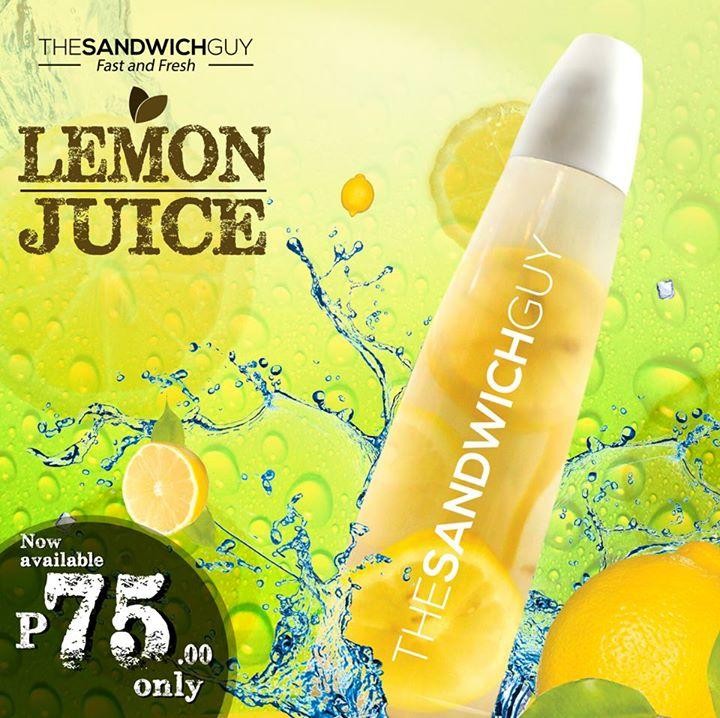 THESANDWICHGUY
Fast and Fresh
LEMON
JUICE
THESANDWICHGUY
Now
available
P75.00
only